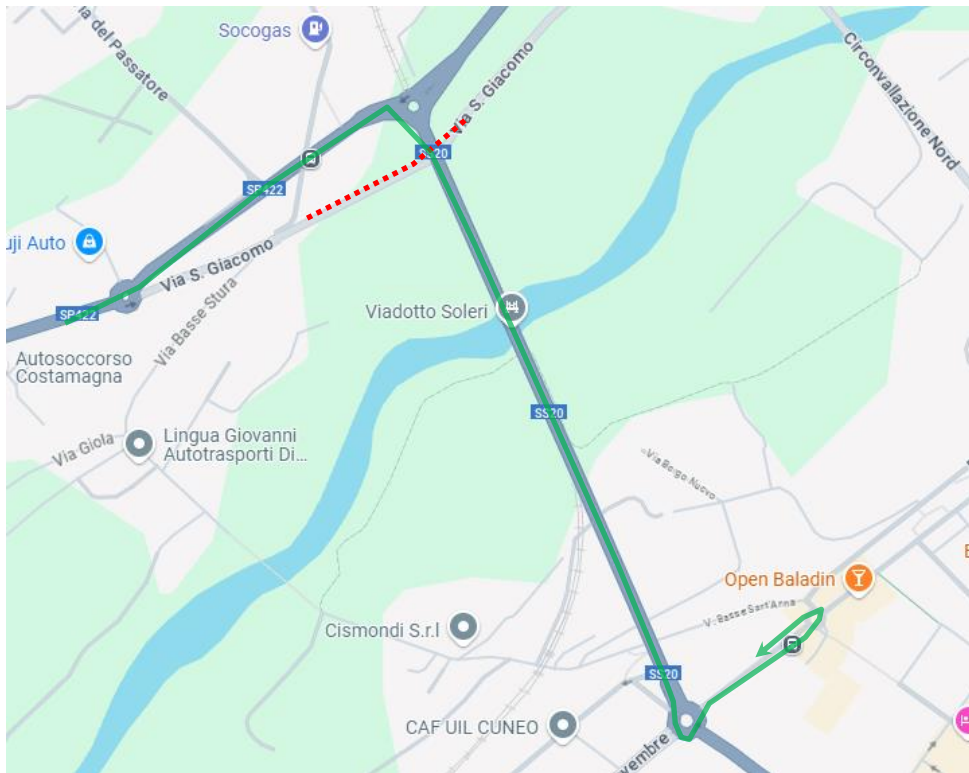 Socogas
ia del Passatore
Via S. Giacomo
Circonvallazione Nord
SS20
SP422
uji Auto
Via S. Giacomo
SP422
Via Basse Stura
Viadotto Soleri
Autosoccorso
Costamagna
SS20
Via Giola
Lingua Giovanni
Autotrasporti Di...
Via Borgo Nuovo
Open Baladin
E
V. Basse Sant'Anna
Cismondi S.r.l
SS20
CAF UIL CUNEO
vembre